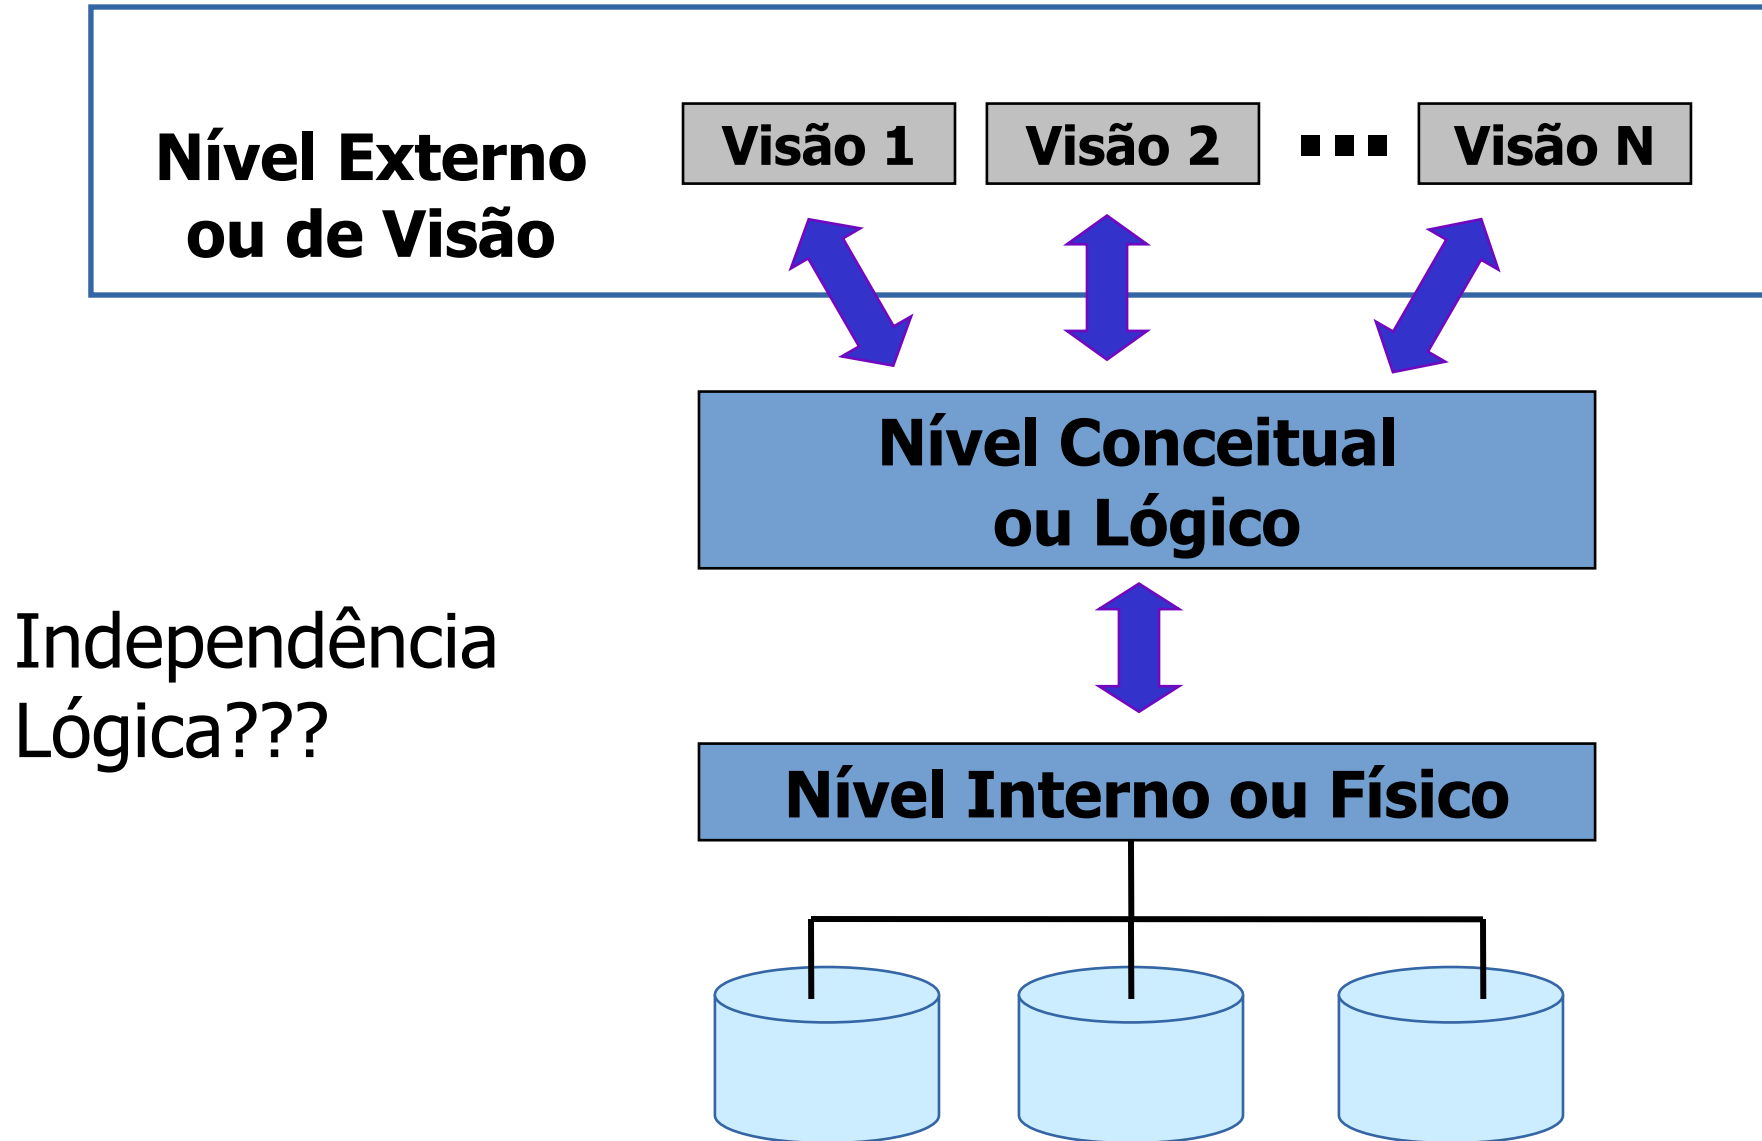 Nível Externo
ou de Visão
Visão 1
Visão 2
Visão N
Nível Conceitual
ou Lógico
Independência
Lógica???
Nível Interno ou Físico